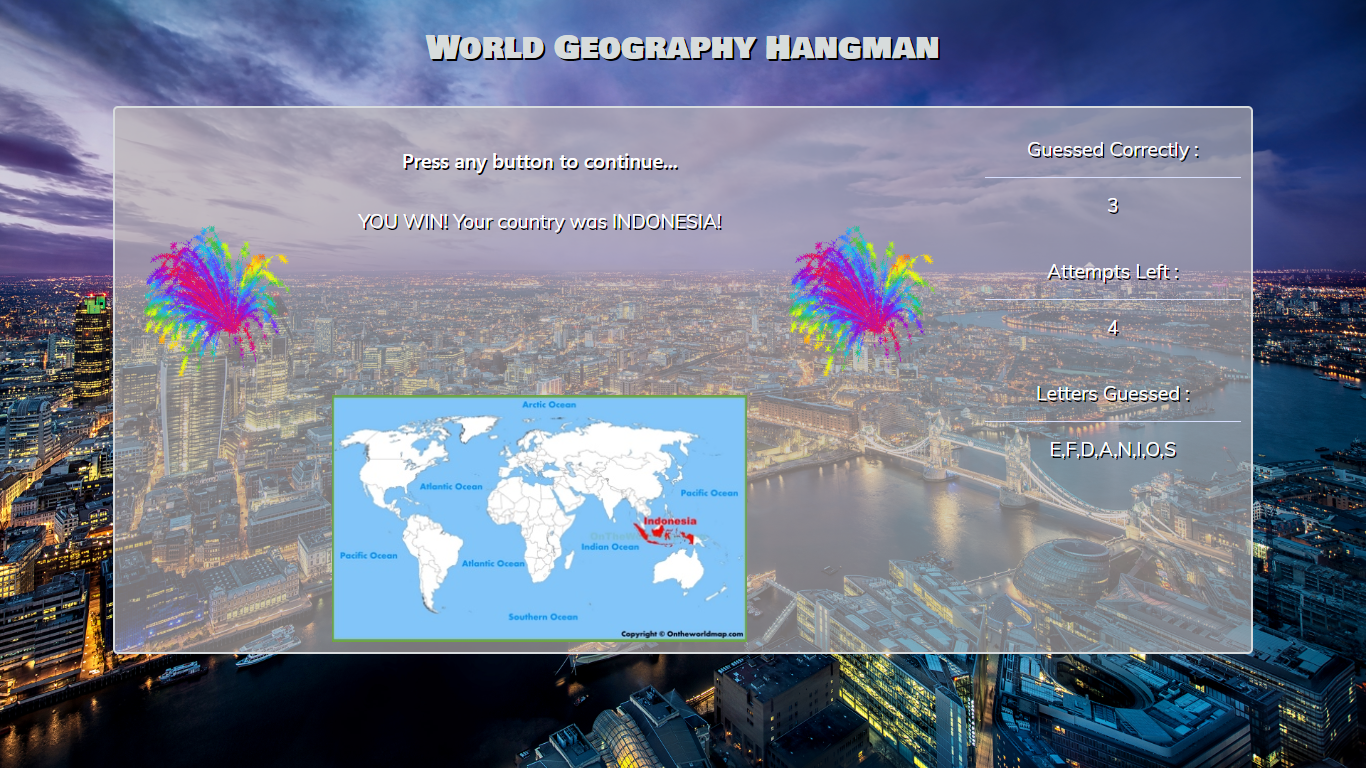 World Geography Hangman
Press any button to continue...
YOU WIN! Your country was INDONESIA!
Guessed Correctly :
3
Attempts Left :
4
Letters Guessed :
E,F,D,A,N,I,O,S
Arctic Ocean
Atlantic Ocean
Pacific Ocean
Indonesia
Indian Ocean
Pacific Ocean
Atlantic Ocean
Southern Ocean
Copyright © Ontheworldmap.com